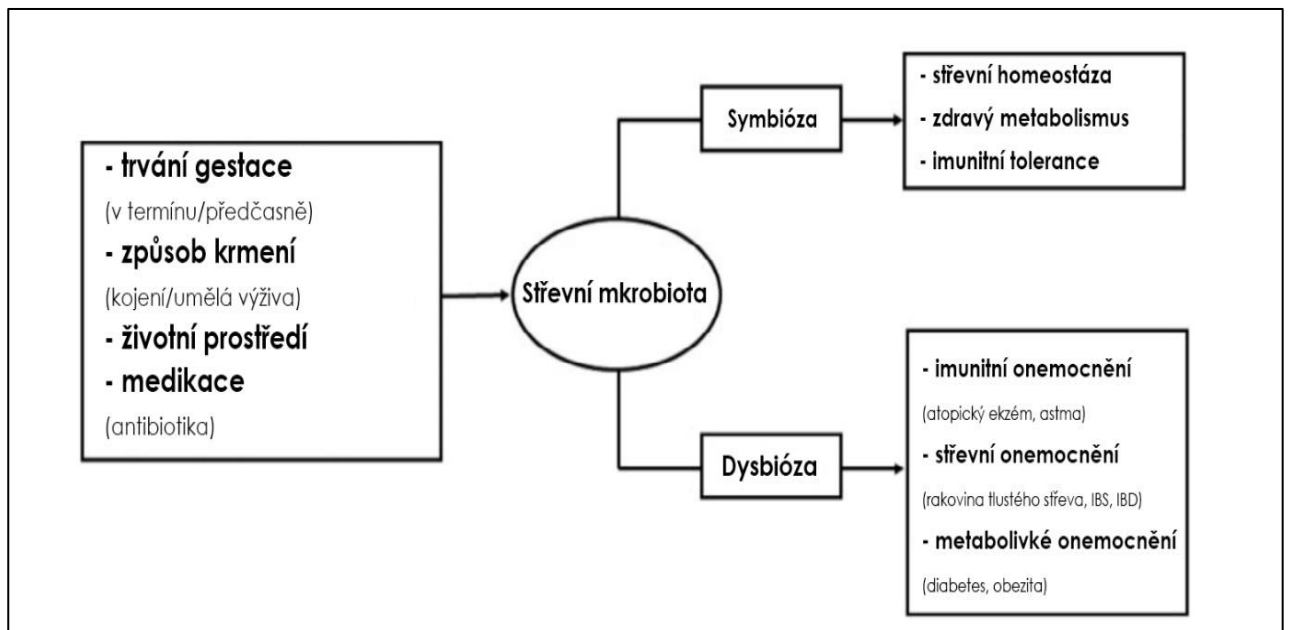 - trvání gestace
(v termínu/předčasně)
- způsob krmení
(kojení/umělá výživa)
- životní prostředí
- medikace
(antibiotika)
Střevní mkrobiota
Symbióza
- střevní homeostáza
- zdravý metabolismus
- imunitní tolerance
Dysbióza
- imunitní onemocnění
(atopický ekzém, astma)
- střevní onemocnění
(rakovina tlustého střeva, IBS, IBD)
- metabolivké onemocnění
(diabetes, obezita)